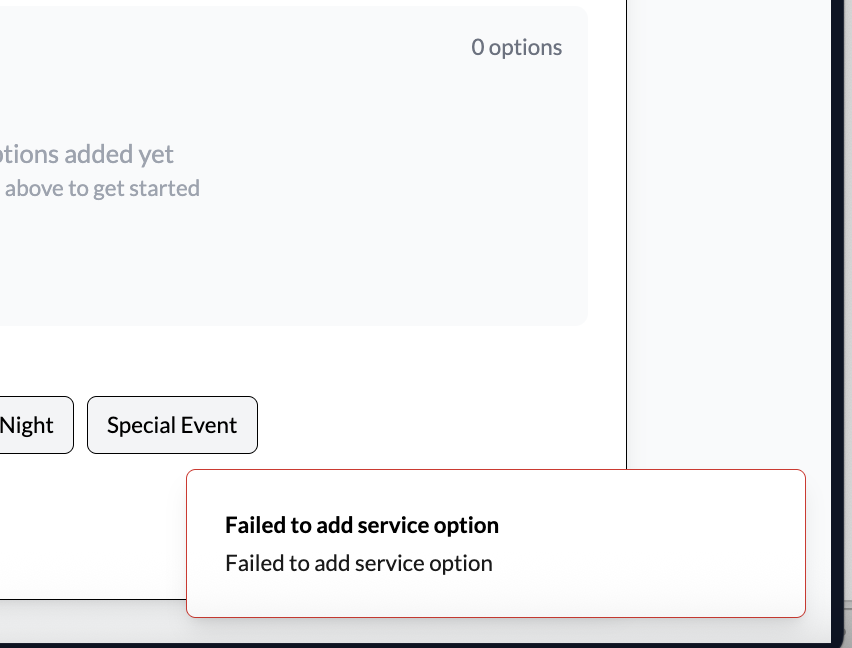 0 options
added yet
above to get started
Night
Special Event
Failed to add service option
Failed to add service option